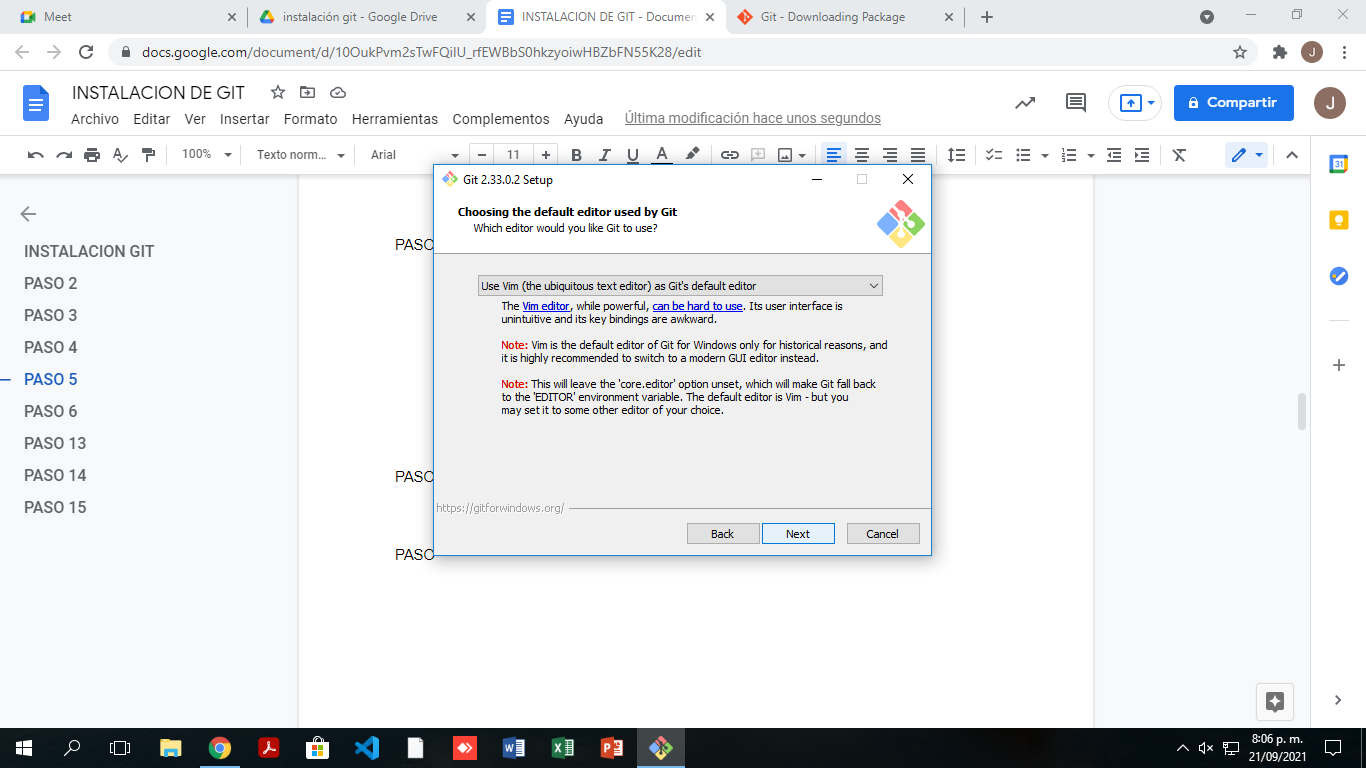 Meet
instalación git - Google Drive
INSTALACION DE GIT - Documen
Git - Downloading Package
docs.google.com/document/d/10OukPvm2sTwFQilU_rfEWBbS0hkzyoiwHBZbFN55K28/edit
J
INSTALACION DE GIT
Archivo Editar Ver Insertar Formato Herramientas Complementos Ayuda
Última modificación hace unos segundos
Compartir
J
100% Texto norm... Arial 11 B I U A
31
INSTALACION GIT
PASO 2
PASO 3
PASO 4
PASO 5
PASO 6
PASO 13
PASO 14
PASO 15
PASO
PASO
PASO
Git 2.33.0.2 Setup
Choosing the default editor used by Git
Which editor would you like Git to use?
Use Vim (the ubiquitous text editor) as Git's default editor
The Vim editor, while powerful, can be hard to use. Its user interface is
unintuitive and its key bindings are awkward.
Note: Vim is the default editor of Git for Windows only for historical reasons, and
it is highly recommended to switch to a modern GUI editor instead.
Note: This will leave the 'core.editor' option unset, which will make Git fall back
to the 'EDITOR' environment variable. The default editor is Vim - but you
may set it to some other editor of your choice.
https://gitforwindows.org/
Back Next Cancel
8:06 p. m.
21/09/2021